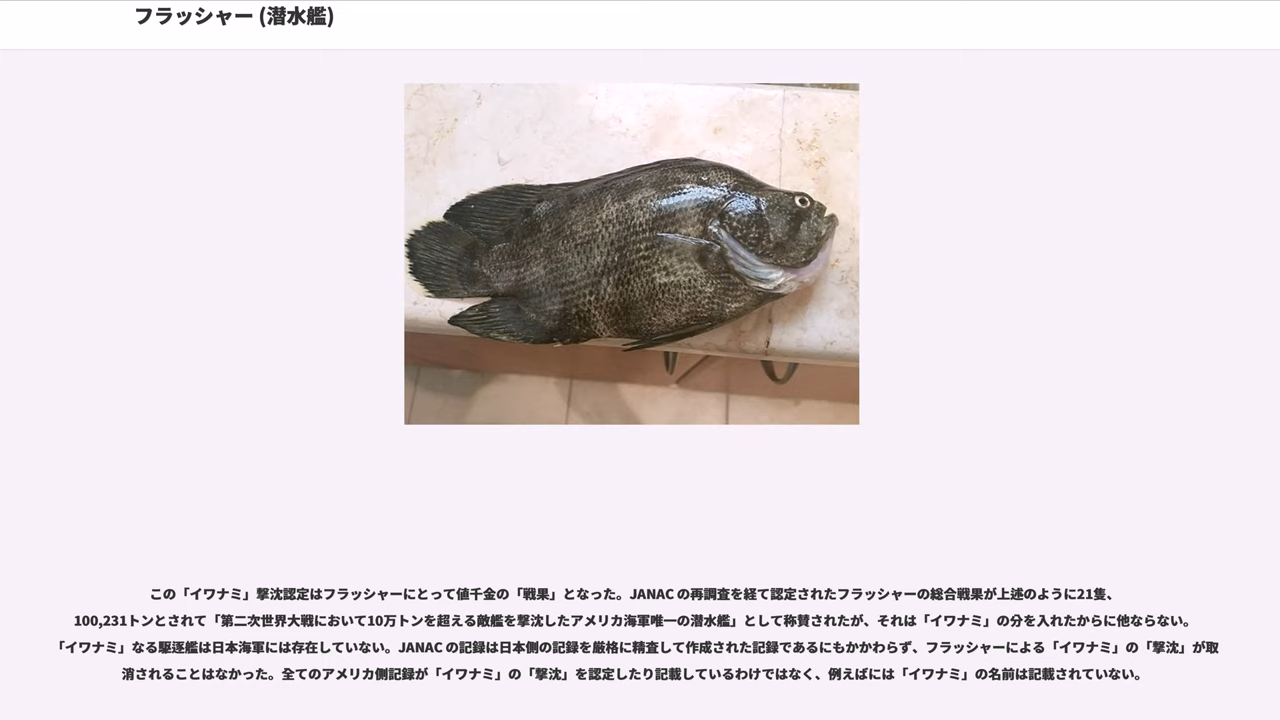 フラッシャー (潜水艦)
この「イワナミ」撃沈認定はフラッシャーにとって値千金の「戦果」となった。JANAC の再調査を経て認定されたフラッシャーの総合戦果が上述のように21隻、
100,231トンとされて「第二次世界大戦において10万トンを超える敵艦を撃沈したアメリカ海軍唯一の潜水艦」として称賛されたが、それは「イワナミ」の分を入れたからに他ならない。
「イワナミ」なる駆逐艦は日本海軍には存在していない。JANAC の記録は日本側の記録を厳格に精査して作成された記録であるにもかかわらず、フラッシャーによる「イワナミ」の「撃沈」が取
消されることはなかった。全てのアメリカ側記録が「イワナミ」の「撃沈」を認定したり記載しているわけではなく、例えばには「イワナミ」の名前は記載されていない。